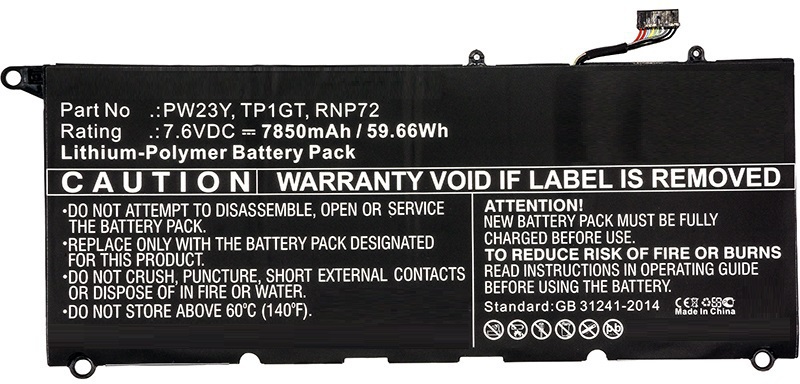 Part No .: PW23Y, TP1GT, RNP72
Rating .: 7.6VDC ⎓ 7850mAh / 59.66Wh
Lithium-Polymer Battery Pack
CAUTION WARRANTY VOID IF LABEL IS REMOVED
•DO NOT ATTEMPT TO DISASSEMBLE, OPEN OR SERVICE
THE BATTERY PACK.
•REPLACE ONLY WITH THE BATTERY PACK DESIGNATED
FOR THIS PRODUCT.
•DO NOT CRUSH, PUNCTURE, SHORT EXTERNAL CONTACTS
OR DISPOSE OF IN FIRE OR WATER.
•DO NOT STORE ABOVE 60°C (140°F).
ATTENTION!
NEW BATTERY PACK MUST BE FULLY
CHARGED BEFORE USE.
TO REDUCE RISK OF FIRE OR BURNS
READ INSTRUCTIONS IN OPERATING GUIDE
BEFORE USING THE BATTERY.
Standard:GB 31241-2014
CE
Made In China